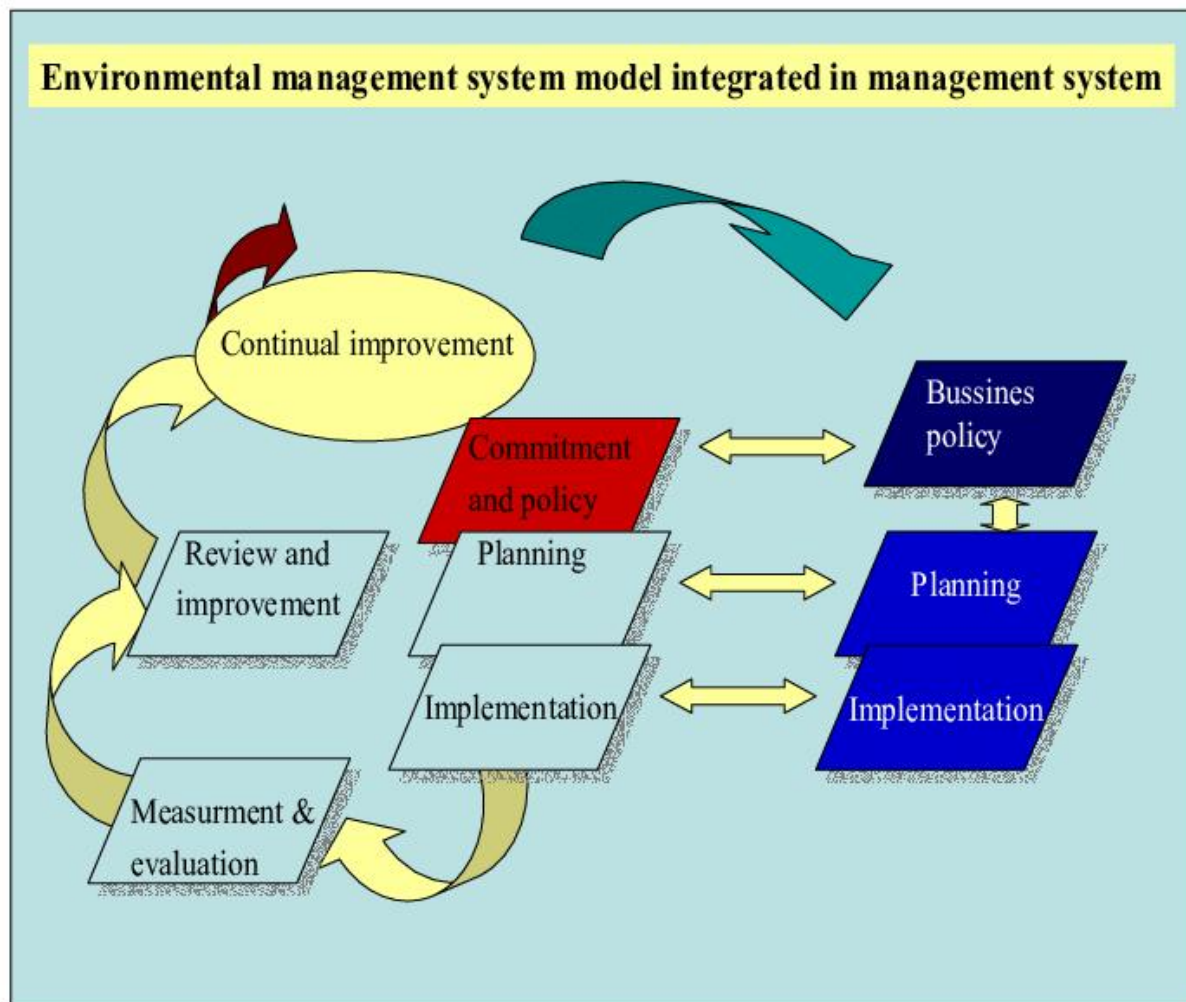 Environmental management system model integrated in management system
Continual improvement
Commitment
and policy
Bussines
policy
Review and
improvement
Planning
Planning
Implementation
Implementation
Measurment &
evaluation